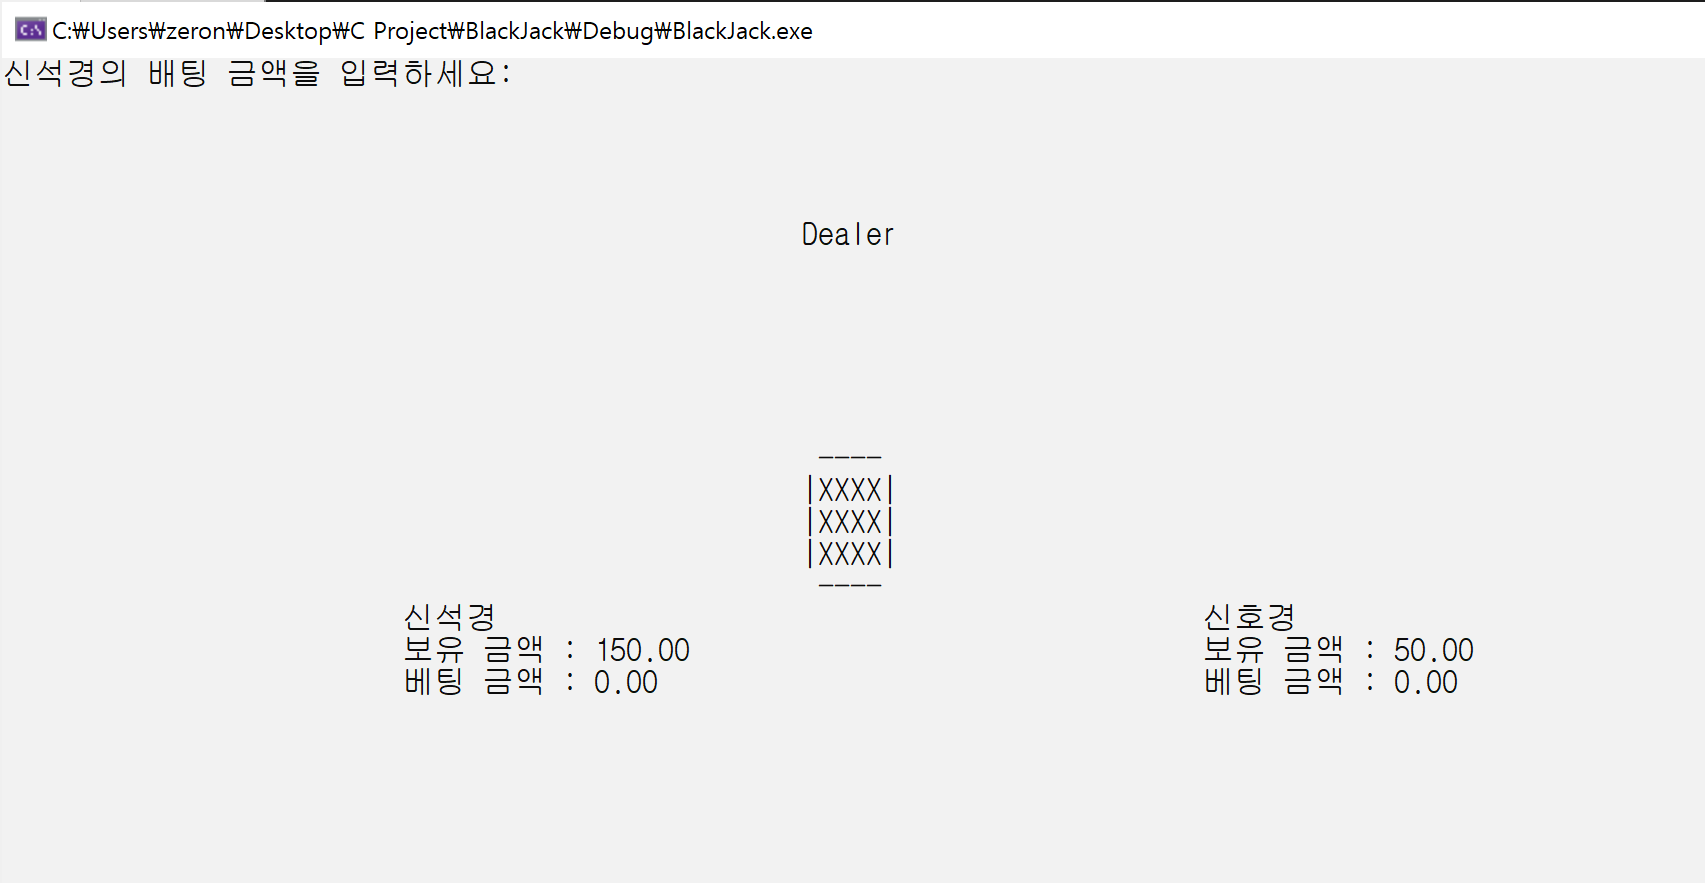 C:₩Users₩zeron₩Desktop₩C Project₩BlackJack₩Debug₩BlackJack.exe
신석경의 배팅 금액을 입력하세요:
Dealer
----
|XXXX|
|XXXX|
|XXXX|
----
신석경
보유 금액 : 150.00
베팅 금액 : 0.00
신호경
보유 금액 : 50.00
베팅 금액 : 0.00